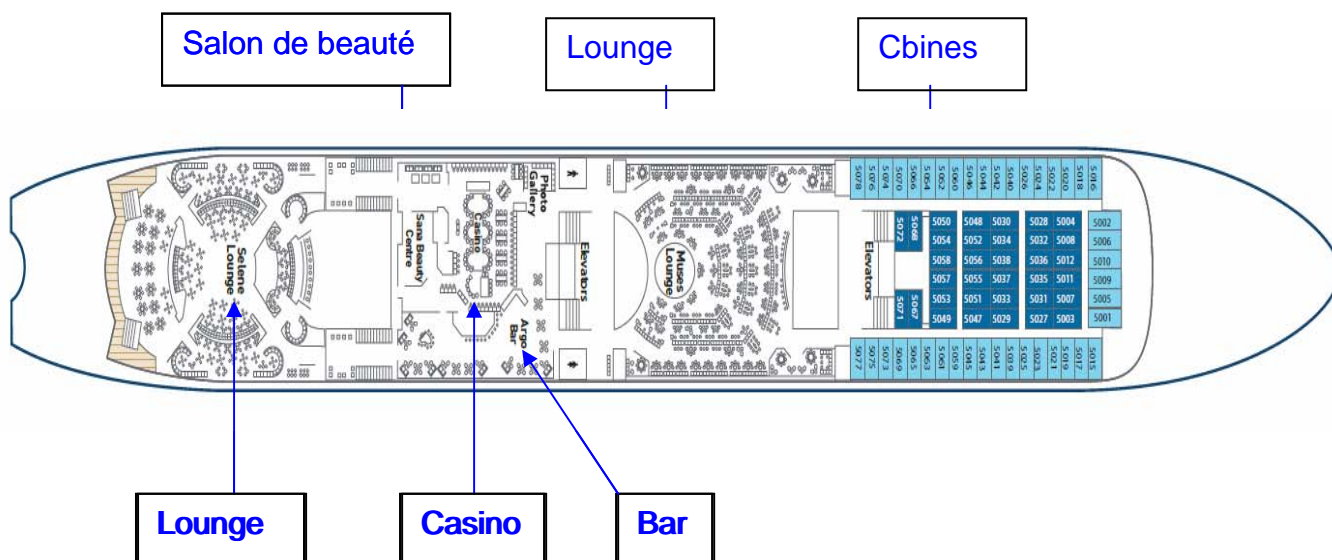 Salon de beauté
Lounge
Cbines
Selene
Lounge
Sana Beauty
Centre
Casino
Photo
Gallery
Argo
Bar
Elevators
Muses
Lounge
Elevators
5078 5076 5074 5070 5066 5064 5062 5060 5046 5044 5042 5040 5026 5024 5022 5020 5018 5016
5072 5068
5050 5048 5030 5028 5004 5002
5054 5052 5034 5032 5008 5006
5058 5056 5038 5036 5012 5010
5057 5055 5037 5035 5011 5009
5053 5051 5033 5031 5007 5005
5049 5047 5029 5027 5003 5001
5071 5067
5077 5075 5073 5069 5065 5063 5061 5059 5045 5043 5041 5039 5025 5023 5021 5019 5017 5015
Lounge
Casino
Bar